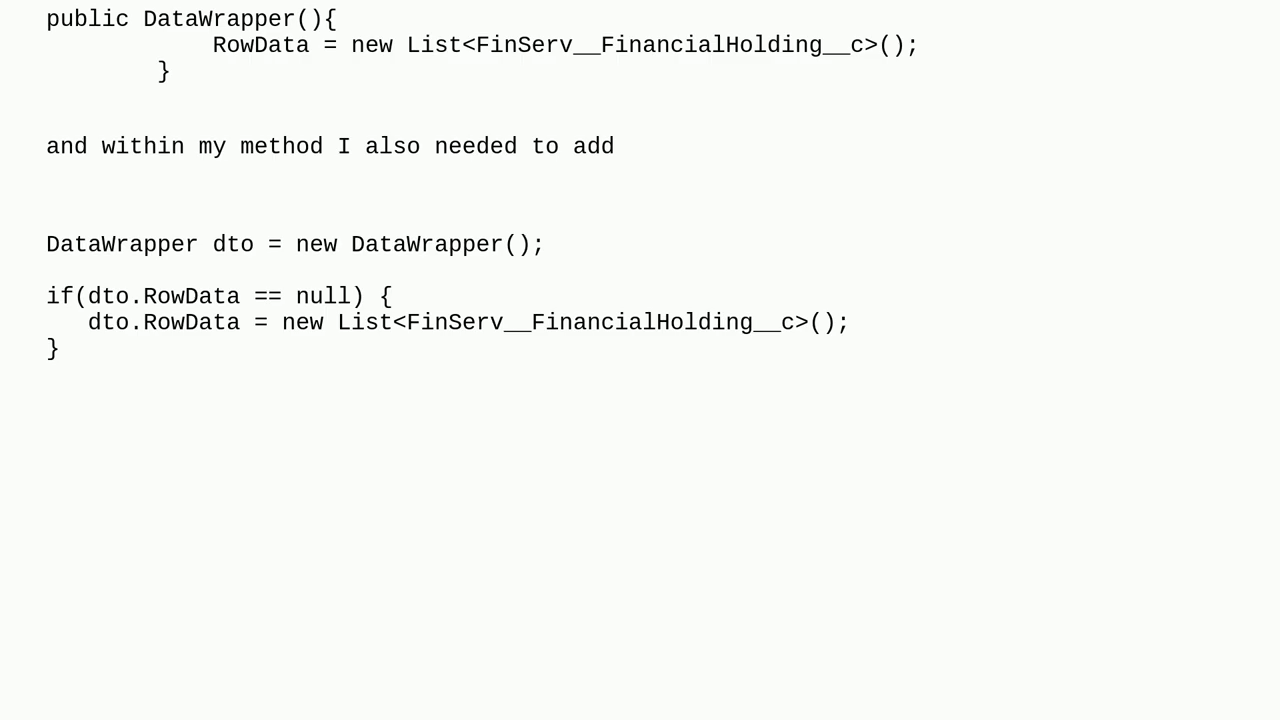 public DataWrapper(){
            RowData = new List<FinServ__FinancialHolding__c>();
        }
and within my method I also needed to add
DataWrapper dto = new DataWrapper();
if(dto.RowData == null) {
   dto.RowData = new List<FinServ__FinancialHolding__c>();
}